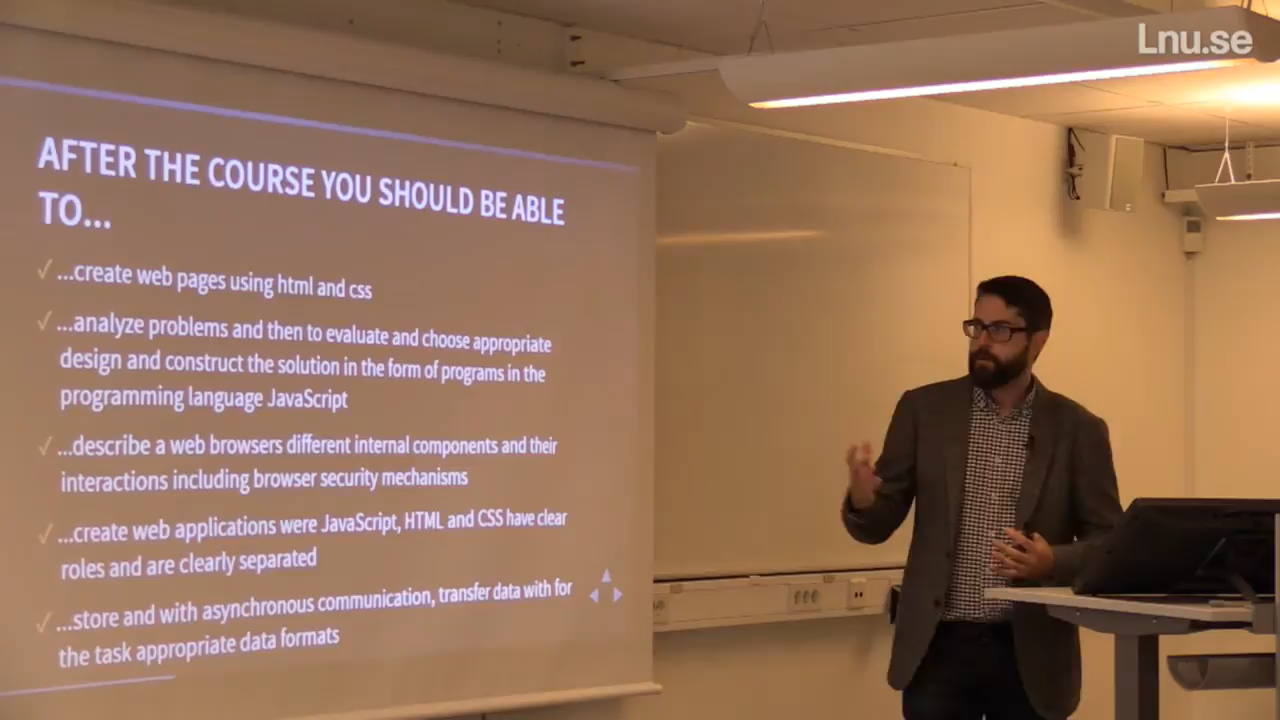 Lnu.se
AFTER THE COURSE YOU SHOULD BE ABLE
TO...
✓ ...create web pages using html and css
✓ ...analyze problems and then to evaluate and choose appropriate
design and construct the solution in the form of programs in the
programming language JavaScript
✓ ...describe a web browsers different internal components and their
interactions including browser security mechanisms
✓ ...create web applications were JavaScript, HTML and CSS have clear
roles and are clearly separated
✓ ...store and with asynchronous communication, transfer data with for
the task appropriate data formats